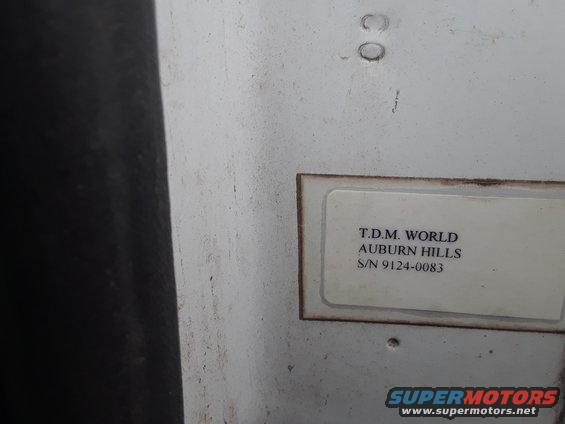 C
O
T.D.M. WORLD
AUBURN HILLS
S/N 9124-0083
SUPERMOTORS
www.supermotors.net